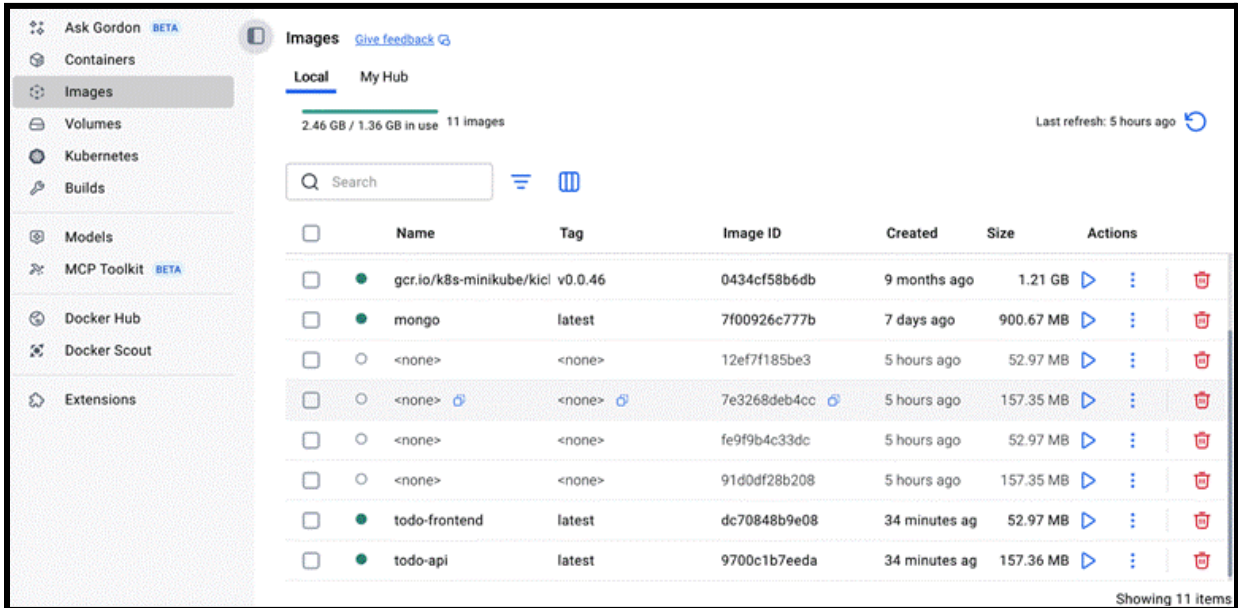 Ask Gordon BETA
Containers
Images
Volumes
Kubernetes
Builds
Models
MCP Toolkit BETA
Docker Hub
Docker Scout
Extensions
Images Give feedback
Local My Hub
2.46 GB / 1.36 GB in use 11 images
Last refresh: 5 hours ago
Search
Name Tag Image ID Created Size Actions
gcr.io/k8s-minikube/kicl v0.0.46 0434cf58b6db 9 months ago 1.21 GB
mongo latest 7f00926c777b 7 days ago 900.67 MB
<none> <none> 12ef7f185be3 5 hours ago 52.97 MB
<none> <none> 7e3268deb4cc 5 hours ago 157.35 MB
<none> <none> fe9f9b4c33dc 5 hours ago 52.97 MB
<none> <none> 91d0df28b208 5 hours ago 157.35 MB
todo-frontend latest dc70848b9e08 34 minutes ag 52.97 MB
todo-api latest 9700c1b7eeda 34 minutes ag 157.36 MB
Showing 11 items